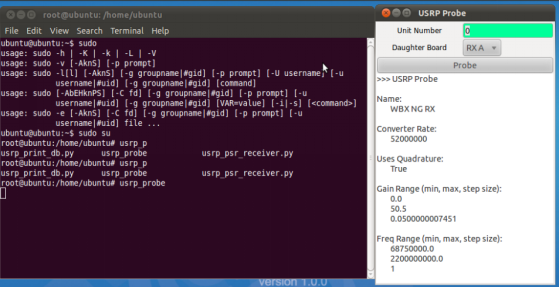 root@ubuntu: /home/ubuntu
File Edit View Search Terminal Help
ubuntu@ubuntu:~$ sudo
usage: sudo -h | -K | -k | -L | -V
usage: sudo -v [-AknS] [-p prompt]
usage: sudo -l[l] [-AknS] [-g groupname|#gid] [-p prompt] [-U username] [-u
username|#uid] [-g groupname|#gid] [command]
usage: sudo [-AbEHknPS] [-C fd] [-g groupname|#gid] [-p prompt] [-u
username|#uid] [-g groupname|#gid] [VAR=value] [-i|-s] [<command>]
usage: sudo -e [-AknS] [-C fd] [-g groupname|#gid] [-p prompt] [-u
username|#uid] file ...
ubuntu@ubuntu:~$ sudo su
root@ubuntu:/home/ubuntu# usrp_p
usrp_print_db.py usrp_probe usrp_psr_receiver.py
root@ubuntu:/home/ubuntu# usrp_p
usrp_print_db.py usrp_probe usrp_psr_receiver.py
root@ubuntu:/home/ubuntu# usrp_probe
version 1.0.0
USRP Probe
Unit Number 0
Daughter Board RX A
Probe
>>> USRP Probe
Name:
WBX NG RX
Converter Rate:
52000000
Uses Quadrature:
True
Gain Range (min, max, step size):
0.0
50.5
0.0500000007451
Freq Range (min, max, step size):
68750000.0
2200000000.0
1